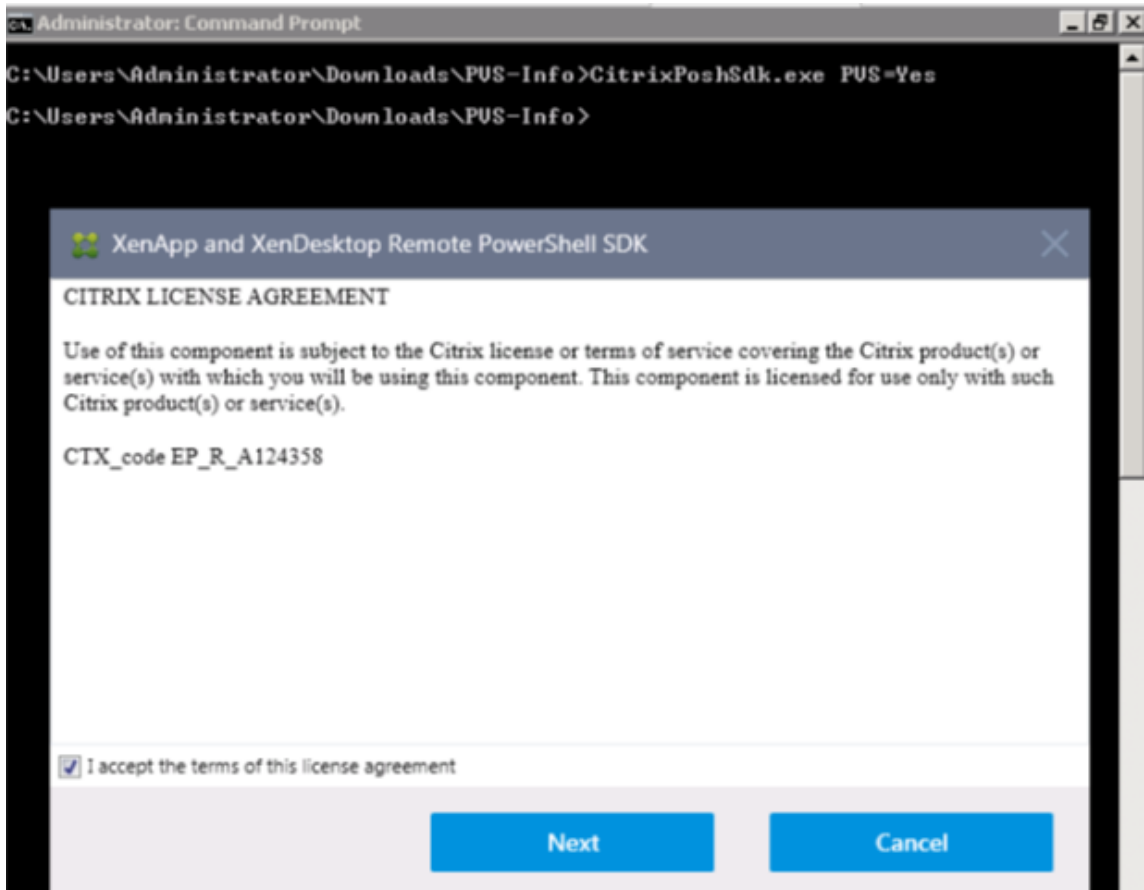 Administrator: Command Prompt
C:\Users\Administrator\Downloads\PVS-Info>CitrixPoshSdk.exe PVS=Yes
C:\Users\Administrator\Downloads\PVS-Info>
XenApp and XenDesktop Remote PowerShell SDK
CITRIX LICENSE AGREEMENT
Use of this component is subject to the Citrix license or terms of service covering the Citrix product(s) or
service(s) with which you will be using this component. This component is licensed for use only with such
Citrix product(s) or service(s).
CTX_code EP_R_A124358
I accept the terms of this license agreement
Next
Cancel